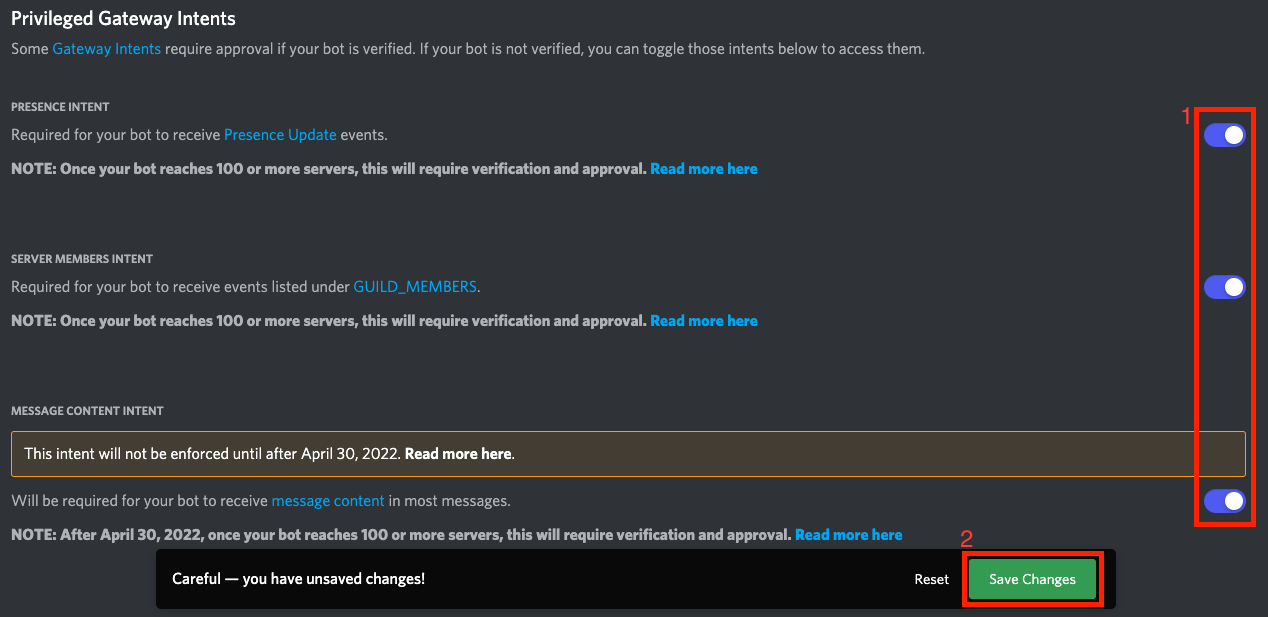 Privileged Gateway Intents
Some Gateway Intents require approval if your bot is verified. If your bot is not verified, you can toggle those intents below to access them.
PRESENCE INTENT
1
Required for your bot to receive Presence Update events.
NOTE: Once your bot reaches 100 or more servers, this will require verification and approval. Read more here
SERVER MEMBERS INTENT
Required for your bot to receive events listed under GUILD_MEMBERS.
NOTE: Once your bot reaches 100 or more servers, this will require verification and approval. Read more here
MESSAGE CONTENT INTENT
This intent will not be enforced until after April 30, 2022. Read more here.
Will be required for your bot to receive message content in most messages.
NOTE: After April 30, 2022, once your bot reaches 100 or more servers, this will require verification and approval. Read more here
2
Careful — you have unsaved changes! Reset Save Changes